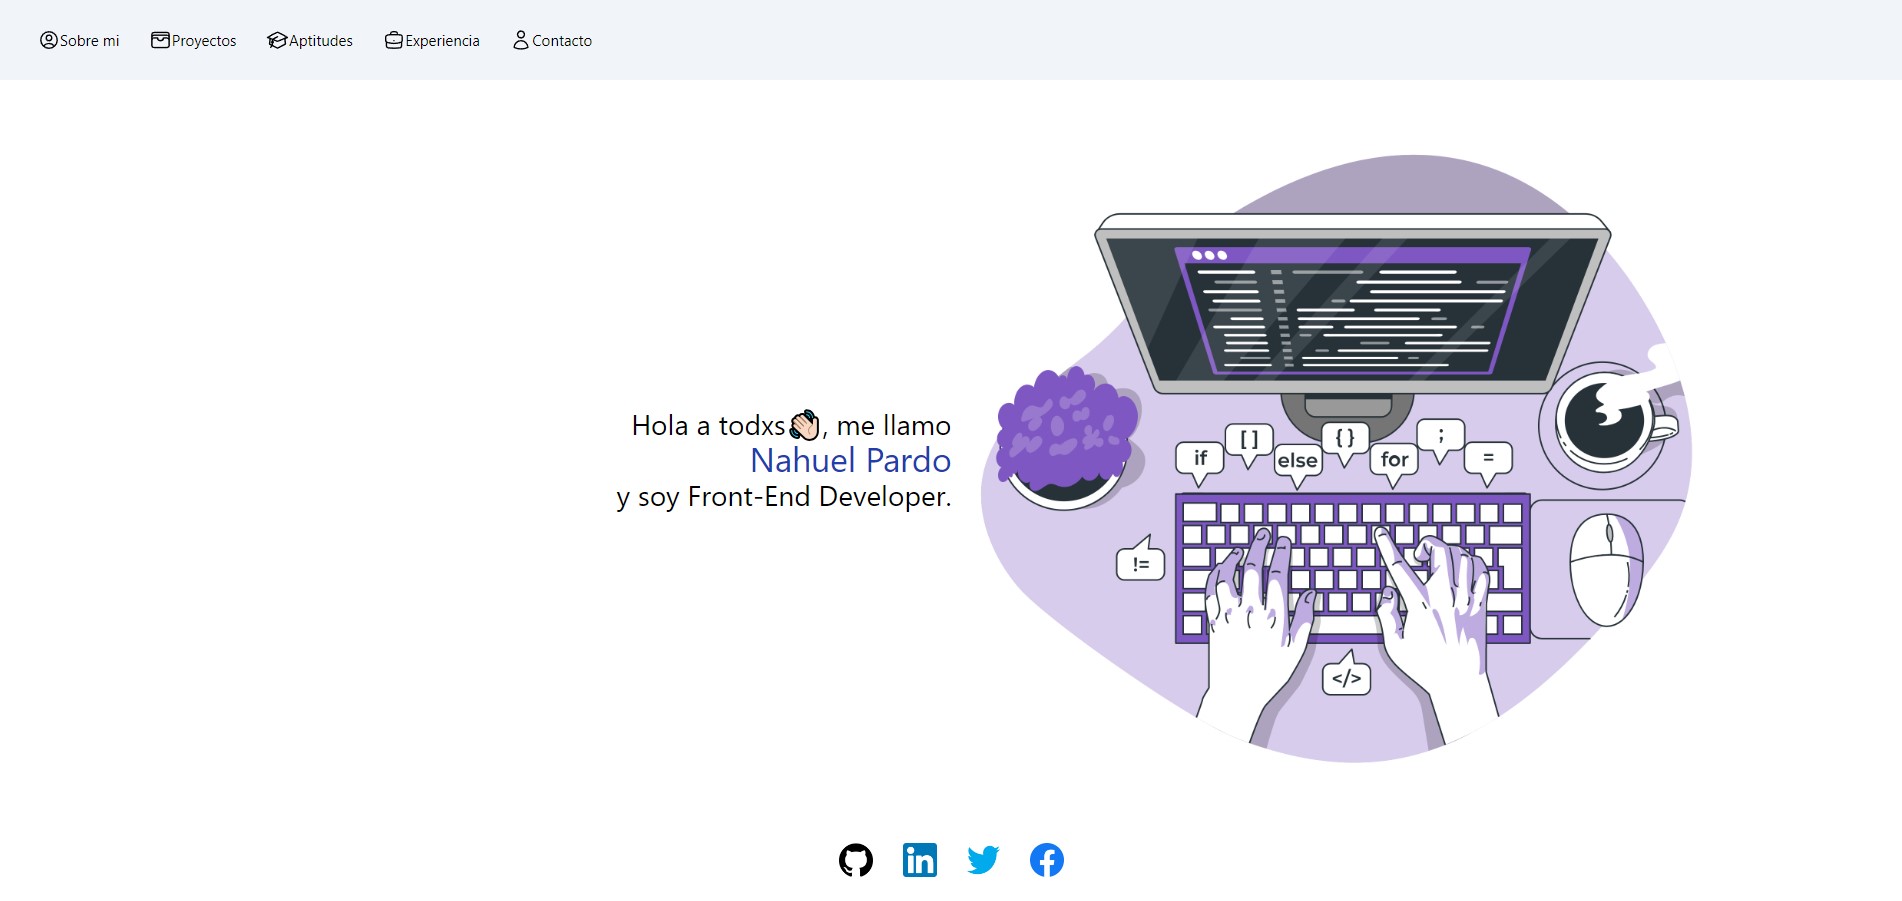 Sobre mi
Proyectos
Aptitudes
Experiencia
Contacto
Hola a todxs👋🏻, me llamo
Nahuel Pardo
y soy Front-End Developer.
[ ]
{ }
;
if
else
for
=
!=
</>
in